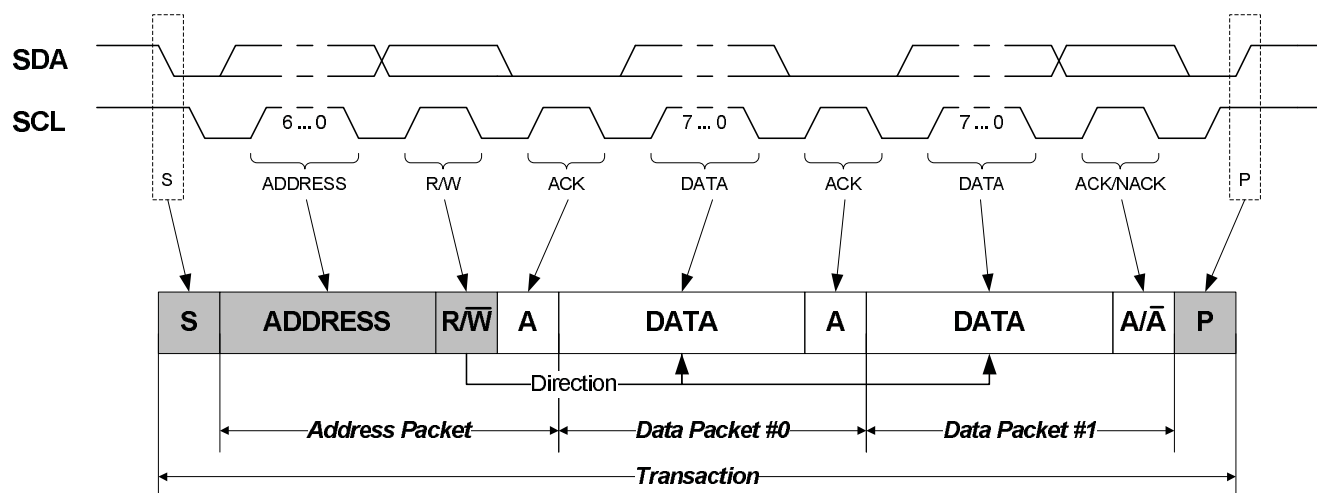 SDA
SCL
6 ... 0
7 ... 0
7 ... 0
S
ADDRESS
R/W
ACK
DATA
ACK
DATA
ACK/NACK
P
S
ADDRESS
R/W̅
A
DATA
A
DATA
A/A̅
P
Direction
Address Packet
Data Packet #0
Data Packet #1
Transaction